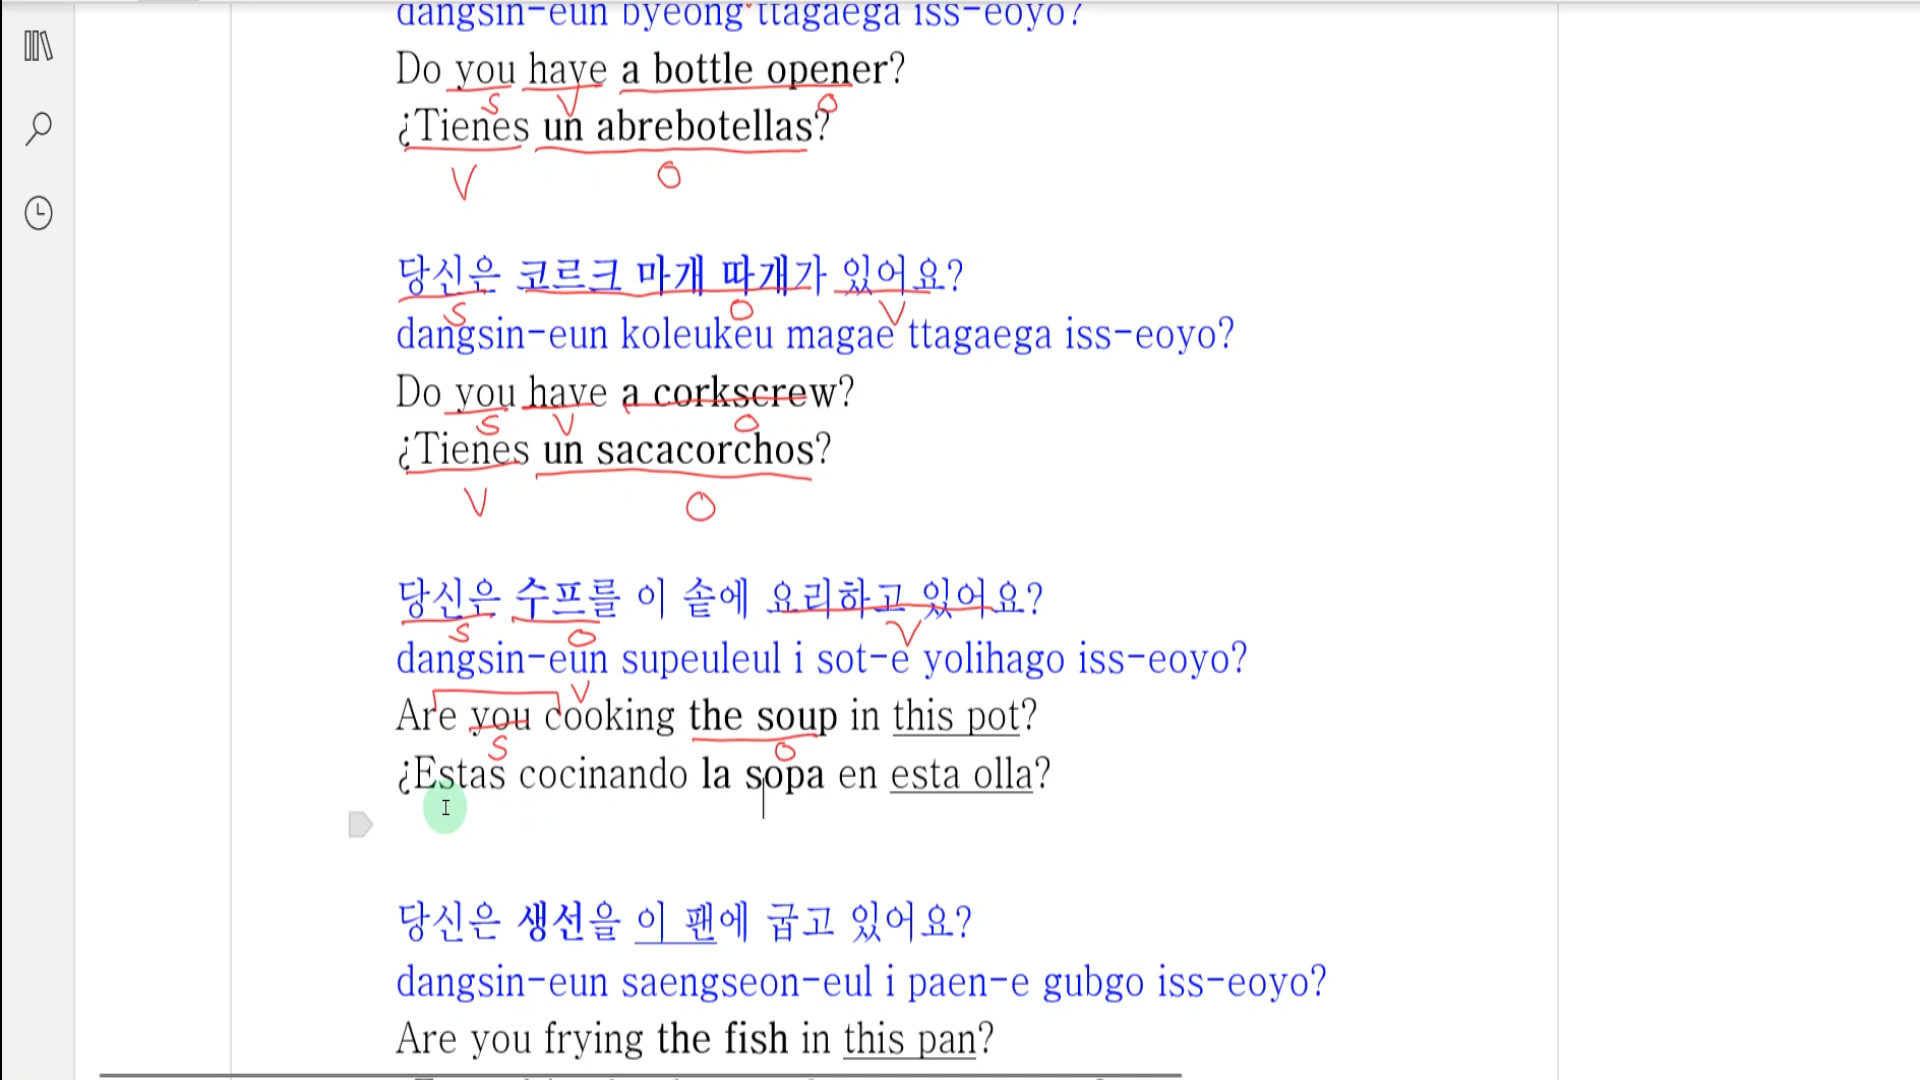 dangsin-eun byeong ttagaega iss-eoyo?
Do you have a bottle opener?
S V O
¿Tienes un abrebotellas?
V O
당신은 코르크 마개 따개가 있어요?
S O V
dangsin-eun koleukeu magae ttagaega iss-eoyo?
Do you have a corkscrew?
S V O
¿Tienes un sacacorchos?
V O
당신은 수프를 이 솥에 요리하고 있어요?
S O V
dangsin-eun supeuleul i sot-e yolihago iss-eoyo?
V
Are you cooking the soup in this pot?
S O
¿Estas cocinando la sopa en esta olla?
당신은 생선을 이 팬에 굽고 있어요?
dangsin-eun saengseon-eul i paen-e gubgo iss-eoyo?
Are you frying the fish in this pan?